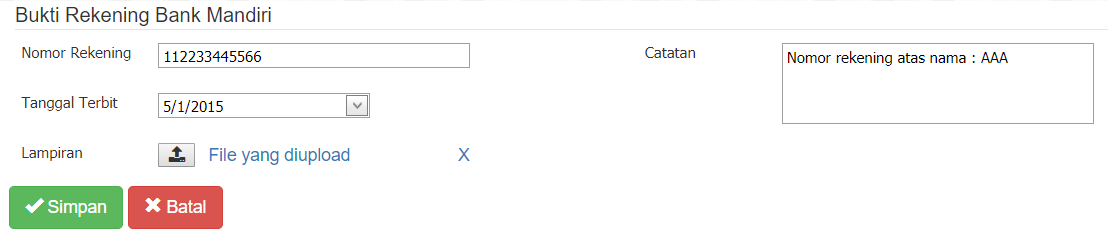 Bukti Rekening Bank Mandiri
Nomor Rekening 112233445566 Catatan Nomor rekening atas nama : AAA
Tanggal Terbit 5/1/2015
Lampiran File yang diupload X
Simpan Batal